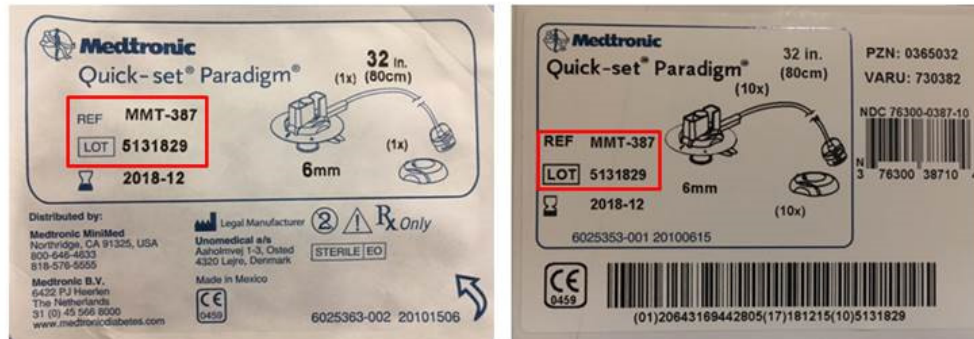 Medtronic
Quick-set® Paradigm®
32 in.
(1x) (80cm)
REF MMT-387
LOT 5131829
(1x)
2018-12
6mm
Distributed by:
Medtronic MiniMed
Northridge, CA 91325, USA
800-646-4633
818-576-5555
Medtronic B.V.
6422 PJ Heerlen
The Netherlands
31 (0) 45 566 8000
www.medtronicdiabetes.com
Legal Manufacturer
Unomedical a/s
Aaholmvej 1-3, Osted
4320 Lejre, Denmark
Made in Mexico
CE
0459
2
Rx Only
STERILE EO
6025363-002 20101506
Medtronic
Quick-set® Paradigm®
32 in.
(80cm)
(10x)
REF MMT-387
LOT 5131829
2018-12
6mm
(10x)
6025353-001 20100615
PZN: 0365032
VARU: 730382
NDC 76300-0387-10
N
3 76300 38710 4
CE
0459
(01)20643169442805(17)181215(10)5131829